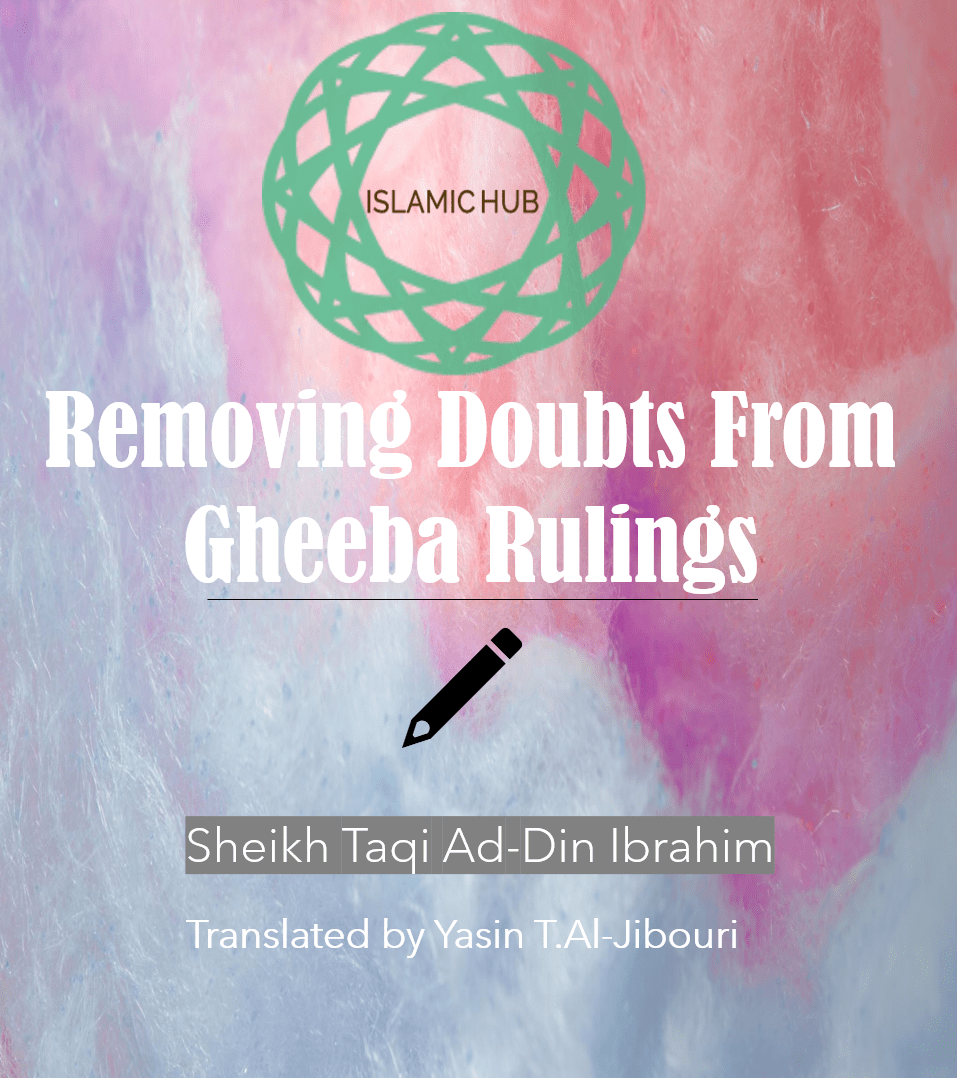 ISLAMIC HUB
Removing Doubts From
Gheeba Rulings
Sheikh Taqi Ad-Din Ibrahim
Translated by Yasin T.Al-Jibouri